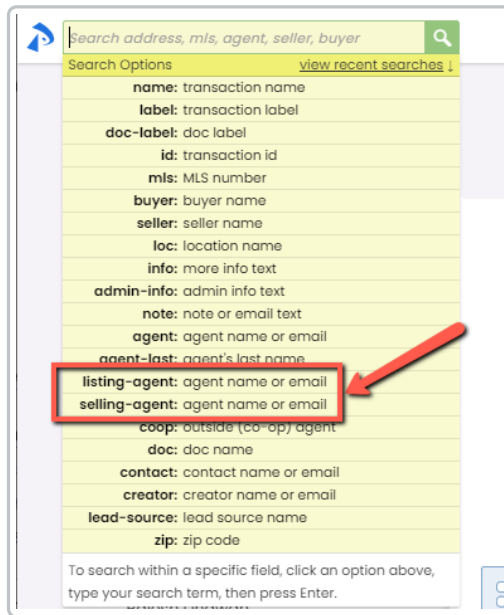 Search address, mls, agent, seller, buyer
Search Options view recent searches ↓
name: transaction name
label: transaction label
doc-label: doc label
id: transaction id
mls: MLS number
buyer: buyer name
seller: seller name
loc: location name
info: more info text
admin-info: admin info text
note: note or email text
agent: agent name or email
agent-last: agent's last name
listing-agent: agent name or email
selling-agent: agent name or email
coop: outside (co-op) agent
doc: doc name
contact: contact name or email
creator: creator name or email
lead-source: lead source name
zip: zip code
To search within a specific field, click an option above,
type your search term, then press Enter.